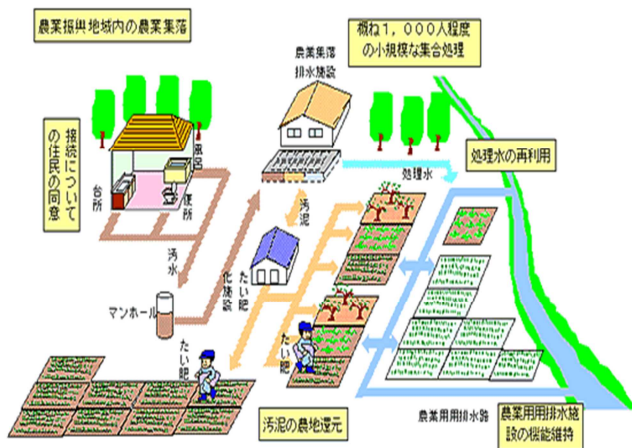 農業振興地域内の農業集落
概ね１，０００人程度
の小規模な集合処理
農業集落
排水施設
接続について
の住民の同意
風呂
台所
便所
処理水の再利用
処理水
汚泥
汚水
たい肥
化施設
マンホール
たい肥
たい肥
汚泥の農地還元
農業用用排水路
農業用用排水施
設の機能維持